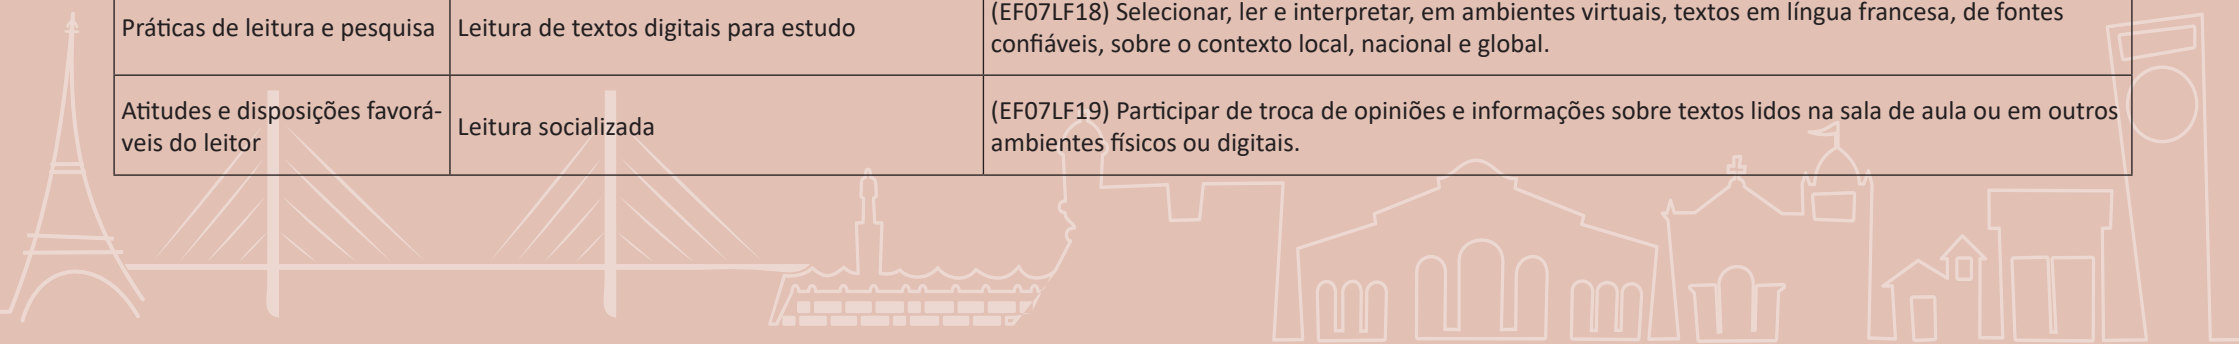 Práticas de leitura e pesquisa
Leitura de textos digitais para estudo
(EF07LF18) Selecionar, ler e interpretar, em ambientes virtuais, textos em língua francesa, de fontes
confiáveis, sobre o contexto local, nacional e global.
Atitudes e disposições favorá-
veis do leitor
Leitura socializada
(EF07LF19) Participar de troca de opiniões e informações sobre textos lidos na sala de aula ou em outros
ambientes físicos ou digitais.